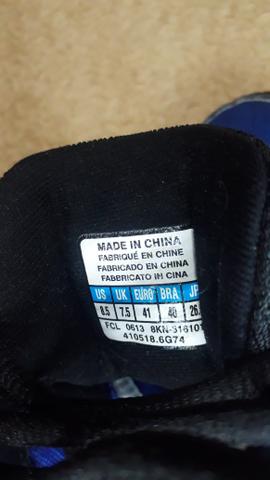 MADE IN CHINA
FABRIQUÉ EN CHINE
FABRICADO EN CHINA
FABBRICATO IN CINA
US UK EURO BRA JP
8.5 7.5 41 40 26.
FCL 0613 8KN-316101
410518.6G74